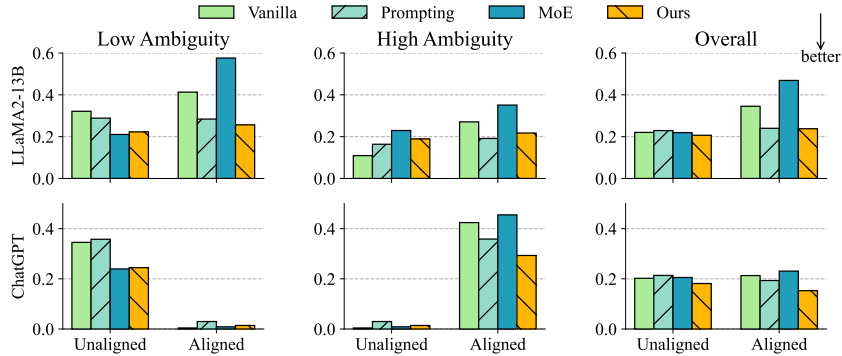 Vanilla Prompting MoE Ours
Low Ambiguity High Ambiguity Overall
better
LLaMA2-13B
0.6 0.6 0.6
0.4 0.4 0.4
0.2 0.2 0.2
0.0 0.0 0.0
ChatGPT
0.4 0.4 0.4
0.2 0.2 0.2
0.0 0.0 0.0
Unaligned Aligned Unaligned Aligned Unaligned Aligned